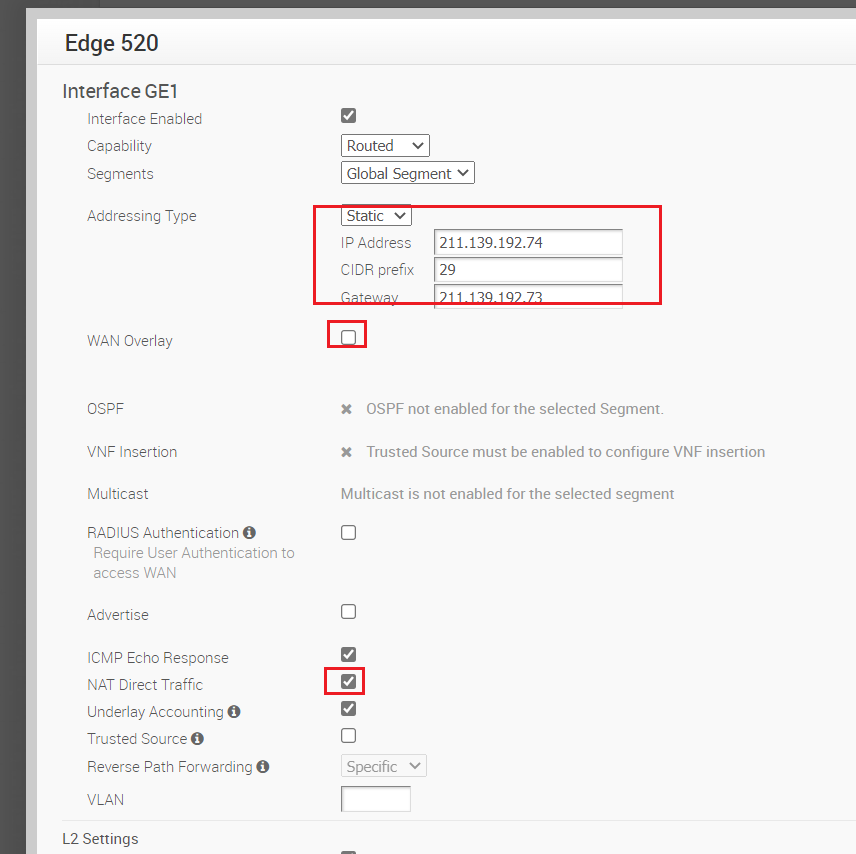 Edge 520
Interface GE1
Interface Enabled
Capability Routed
Segments Global Segment
Addressing Type Static
IP Address 211.139.192.74
CIDR prefix 29
Gateway 211.139.192.73
WAN Overlay
OSPF OSPF not enabled for the selected Segment.
VNF Insertion Trusted Source must be enabled to configure VNF insertion
Multicast Multicast is not enabled for the selected segment
RADIUS Authentication
Require User Authentication to
access WAN
Advertise
ICMP Echo Response
NAT Direct Traffic
Underlay Accounting
Trusted Source
Reverse Path Forwarding Specific
VLAN
L2 Settings